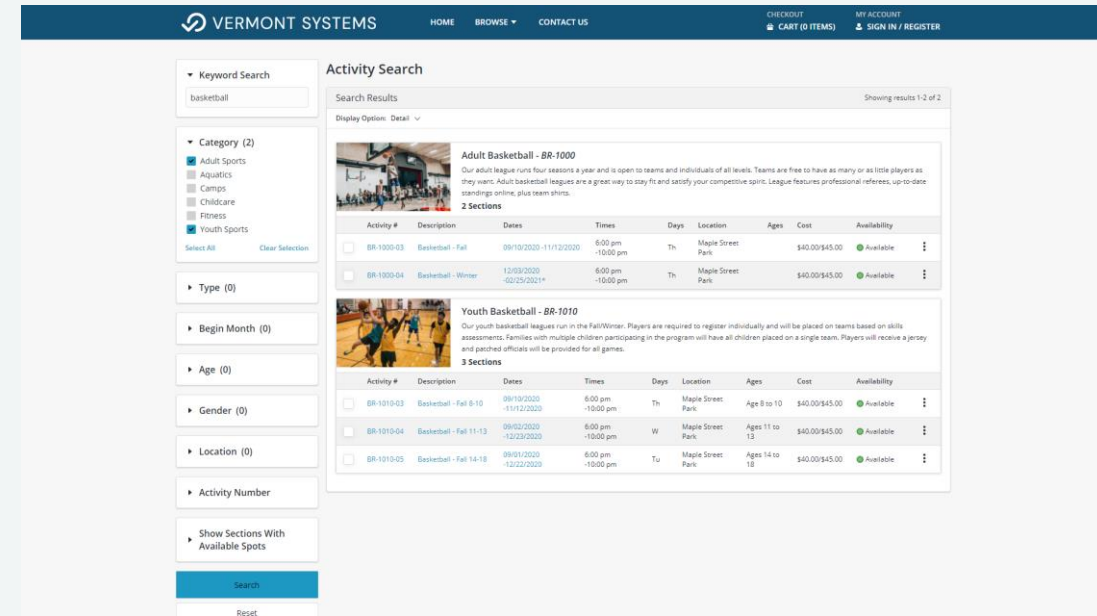 VERMONT SYSTEMS
HOME
BROWSE
CONTACT US
CHECKOUT
CART (0 ITEMS)
MY ACCOUNT
SIGN IN / REGISTER
Keyword Search
basketball
Category (2)
Adult Sports
Aquatics
Camps
Childcare
Fitness
Youth Sports
Select All
Clear Selection
Type (0)
Begin Month (0)
Age (0)
Gender (0)
Location (0)
Activity Number
Show Sections With
Available Spots
Search
Reset
Activity Search
Search Results
Showing results 1-2 of 2
Display Option: Detail
Adult Basketball - BR-1000
Our adult league runs four seasons a year and is open to teams and individuals of all levels. Teams are free to have as many or as little players as
they want. Adult basketball leagues are a great way to stay fit and satisfy your competitive spirit. League features professional referees, up-to-date
standings online, plus team shirts.
2 Sections
Activity # Description Dates Times Days Location Ages Cost Availability
BR-1000-03 Basketball - Fall 09/10/2020 -11/12/2020 6:00 pm -10:00 pm Th Maple Street Park $40.00/$45.00 Available
BR-1000-04 Basketball - Winter 12/03/2020 -02/25/2021* 6:00 pm -10:00 pm Th Maple Street Park $40.00/$45.00 Available
Youth Basketball - BR-1010
Our youth basketball leagues run in the Fall/Winter. Players are required to register individually and will be placed on teams based on skills
assessments. Families with multiple children participating in the program will have all children placed on a single team. Players will receive a jersey
and patched officials will be provided for all games.
3 Sections
Activity # Description Dates Times Days Location Ages Cost Availability
BR-1010-03 Basketball - Fall 8-10 09/10/2020 -11/12/2020 6:00 pm -10:00 pm Th Maple Street Park Age 8 to 10 $40.00/$45.00 Available
BR-1010-04 Basketball - Fall 11-13 09/02/2020 -12/23/2020 6:00 pm -10:00 pm W Maple Street Park Ages 11 to 13 $40.00/$45.00 Available
BR-1010-05 Basketball - Fall 14-18 09/01/2020 -12/22/2020 6:00 pm -10:00 pm Tu Maple Street Park Ages 14 to 18 $40.00/$45.00 Available